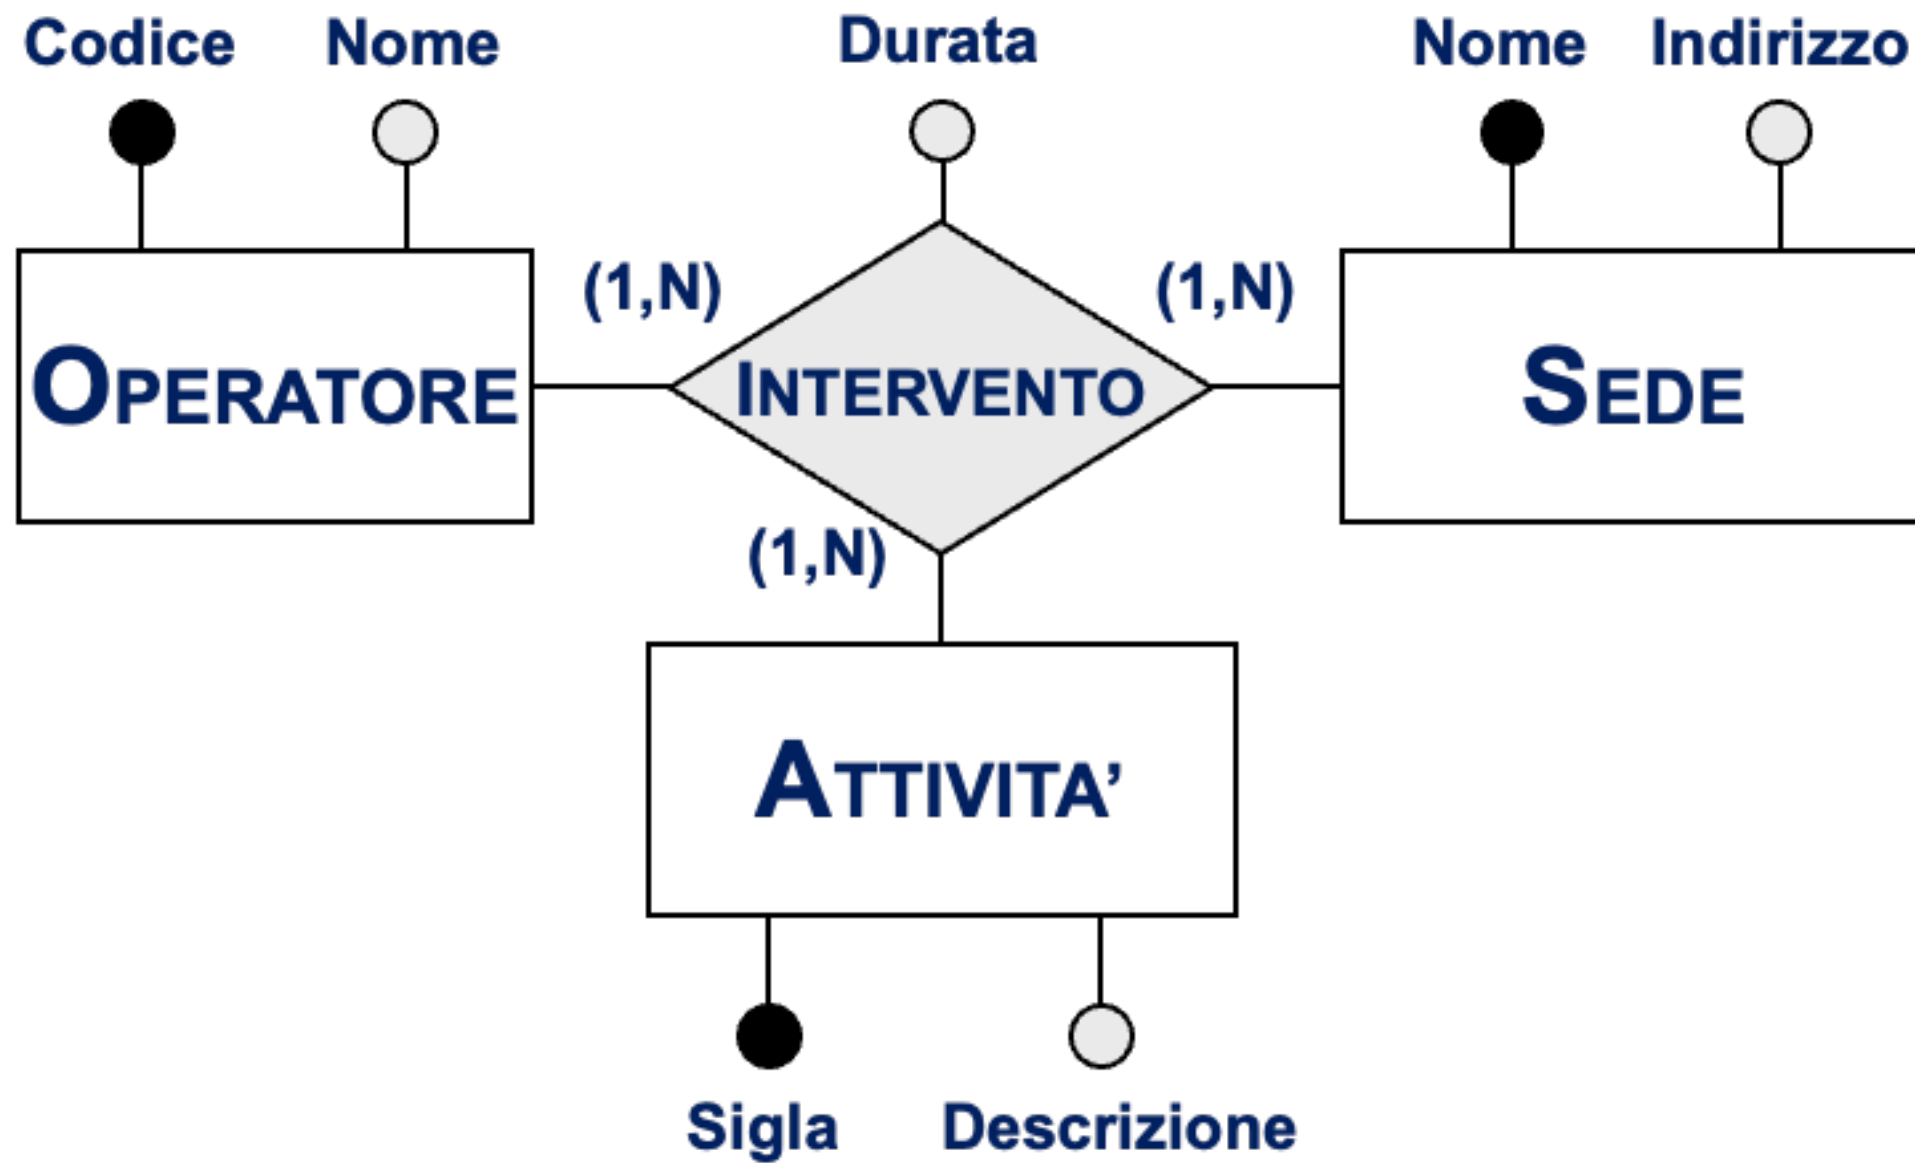 Codice Nome Durata Nome Indirizzo
(1,N) (1,N)
OPERATORE INTERVENTO SEDE
(1,N)
ATTIVITA’
Sigla Descrizione